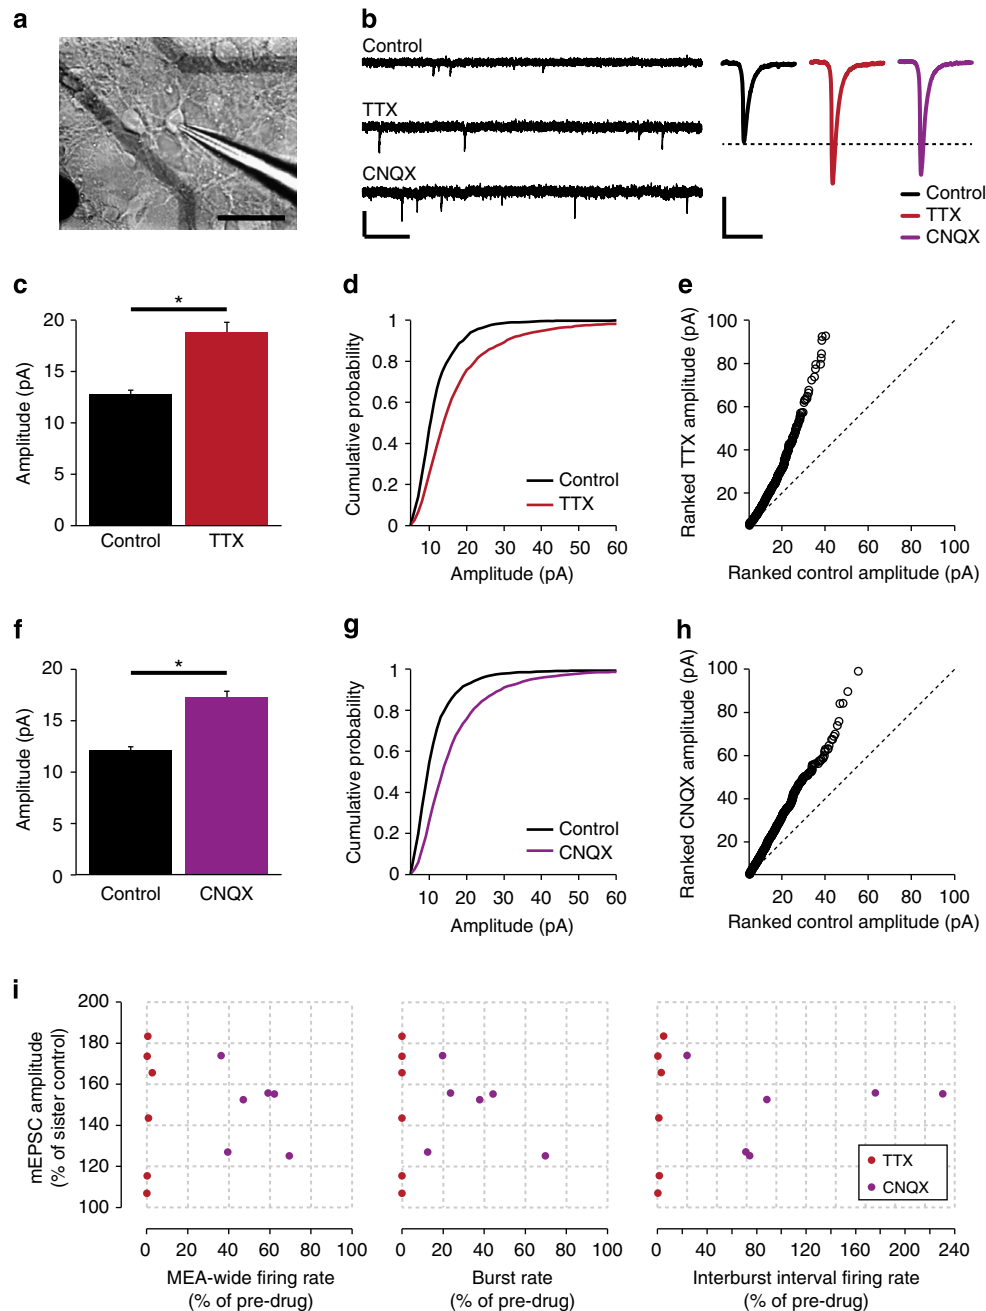 a
b
Control
TTX
CNQX
Control
TTX
CNQX
c
Amplitude (pA)
20
15
10
5
0
*
Control
TTX
d
Cumulative probability
1
0.8
0.6
0.4
0.2
0
Control
TTX
10 20 30 40 50 60
Amplitude (pA)
e
Ranked TTX amplitude (pA)
100
80
60
40
20
20 40 60 80 100
Ranked control amplitude (pA)
f
Amplitude (pA)
20
15
10
5
0
*
Control
CNQX
g
Cumulative probability
1
0.8
0.6
0.4
0.2
0
Control
CNQX
10 20 30 40 50 60
Amplitude (pA)
h
Ranked CNQX amplitude (pA)
100
80
60
40
20
20 40 60 80 100
Ranked control amplitude (pA)
i
mEPSC amplitude
(% of sister control)
200
180
160
140
120
100
0 20 40 60 80 100
MEA-wide firing rate
(% of pre-drug)
0 20 40 60 80 100
Burst rate
(% of pre-drug)
TTX
CNQX
0 40 80 120 160 200 240
Interburst interval firing rate
(% of pre-drug)